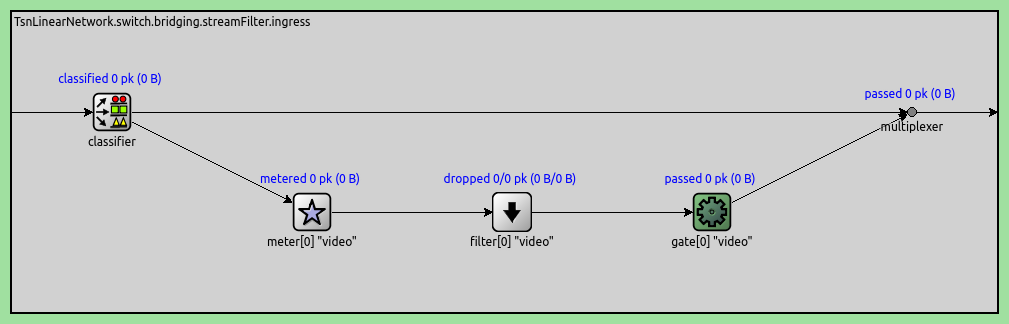 TsnLinearNetwork.switch.bridging.streamFilter.ingress
classified 0 pk (0 B)
passed 0 pk (0 B)
classifier
multiplexer
metered 0 pk (0 B)
dropped 0/0 pk (0 B/0 B)
passed 0 pk (0 B)
meter[0] "video"
filter[0] "video"
gate[0] "video"